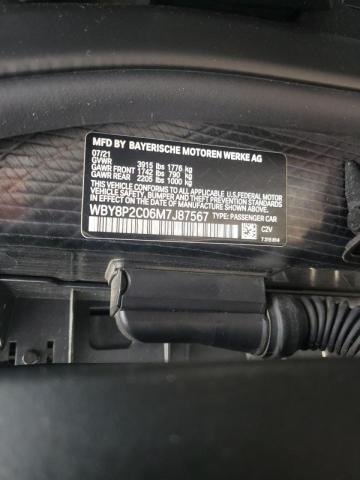 MFD BY BAYERISCHE MOTOREN WERKE AG
07/21
GVWR 3915 lbs 1776 kg
GAWR FRONT 1742 lbs 790 kg
GAWR REAR 2205 lbs 1000 kg
THIS VEHICLE CONFORMS TO ALL APPLICABLE U.S.FEDERAL MOTOR
VEHICLE SAFETY, BUMPER, AND THEFT PREVENTION STANDARDS IN
EFFECT ON THE DATE OF MANUFACTURE SHOWN ABOVE.
WBY8P2C06M7J87567 TYPE: PASSENGER CAR
C2V